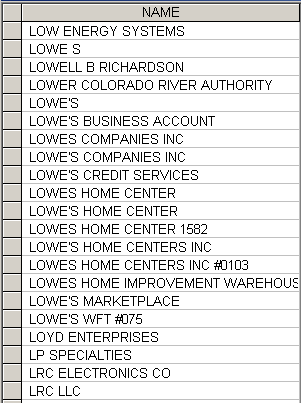 NAME
LOW ENERGY SYSTEMS
LOWE S
LOWELL B RICHARDSON
LOWER COLORADO RIVER AUTHORITY
LOWE'S
LOWE'S BUSINESS ACCOUNT
LOWES COMPANIES INC
LOWE'S COMPANIES INC
LOWE'S CREDIT SERVICES
LOWES HOME CENTER
LOWE'S HOME CENTER
LOWES HOME CENTER 1582
LOWE'S HOME CENTERS INC
LOWES HOME CENTERS INC #0103
LOWES HOME IMPROVEMENT WAREHOUS
LOWE'S MARKETPLACE
LOWE'S WFT #075
LOYD ENTERPRISES
LP SPECIALTIES
LRC ELECTRONICS CO
LRC LLC